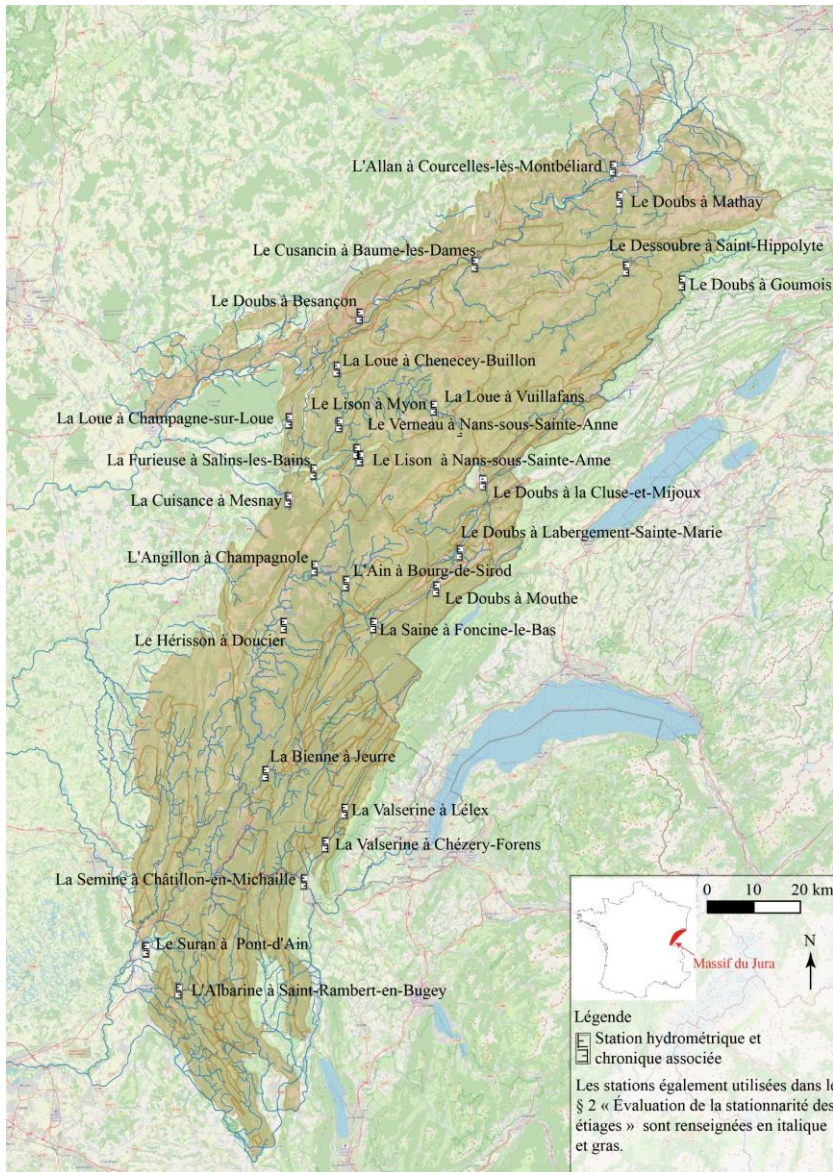 L'Allan à Courcelles-lès-Montbéliard
Le Doubs à Mathay
Le Cusancin à Baume-les-Dames
Le Dessoubre à Saint-Hippolyte
Le Doubs à Goumois
Le Doubs à Besançon
La Loue à Chenecey-Buillon
La Loue à Vuillafans
Le Lison à Myon
La Loue à Champagne-sur-Loue
Le Verneau à Nans-sous-Sainte-Anne
La Furieuse à Salins-les-Bains
Le Lison à Nans-sous-Sainte-Anne
Le Doubs à la Cluse-et-Mijoux
La Cuisance à Mesnay
Le Doubs à Labergement-Sainte-Marie
L'Angillon à Champagnole
L'Ain à Bourg-de-Sirod
Le Doubs à Mouthe
Le Hérisson à Doucier
La Saine à Foncine-le-Bas
La Bienne à Jeurre
La Valserine à Lélex
La Valserine à Chézery-Forens
La Semine à Châtillon-en-Michaille
Le Suran à Pont-d'Ain
L'Albarine à Saint-Rambert-en-Bugey
0 10 20 km
N
Massif du Jura
Légende
Station hydrométrique et
chronique associée
Les stations également utilisées dans le
§ 2 « Évaluation de la stationnarité des
étiages » sont renseignées en italique
et gras.